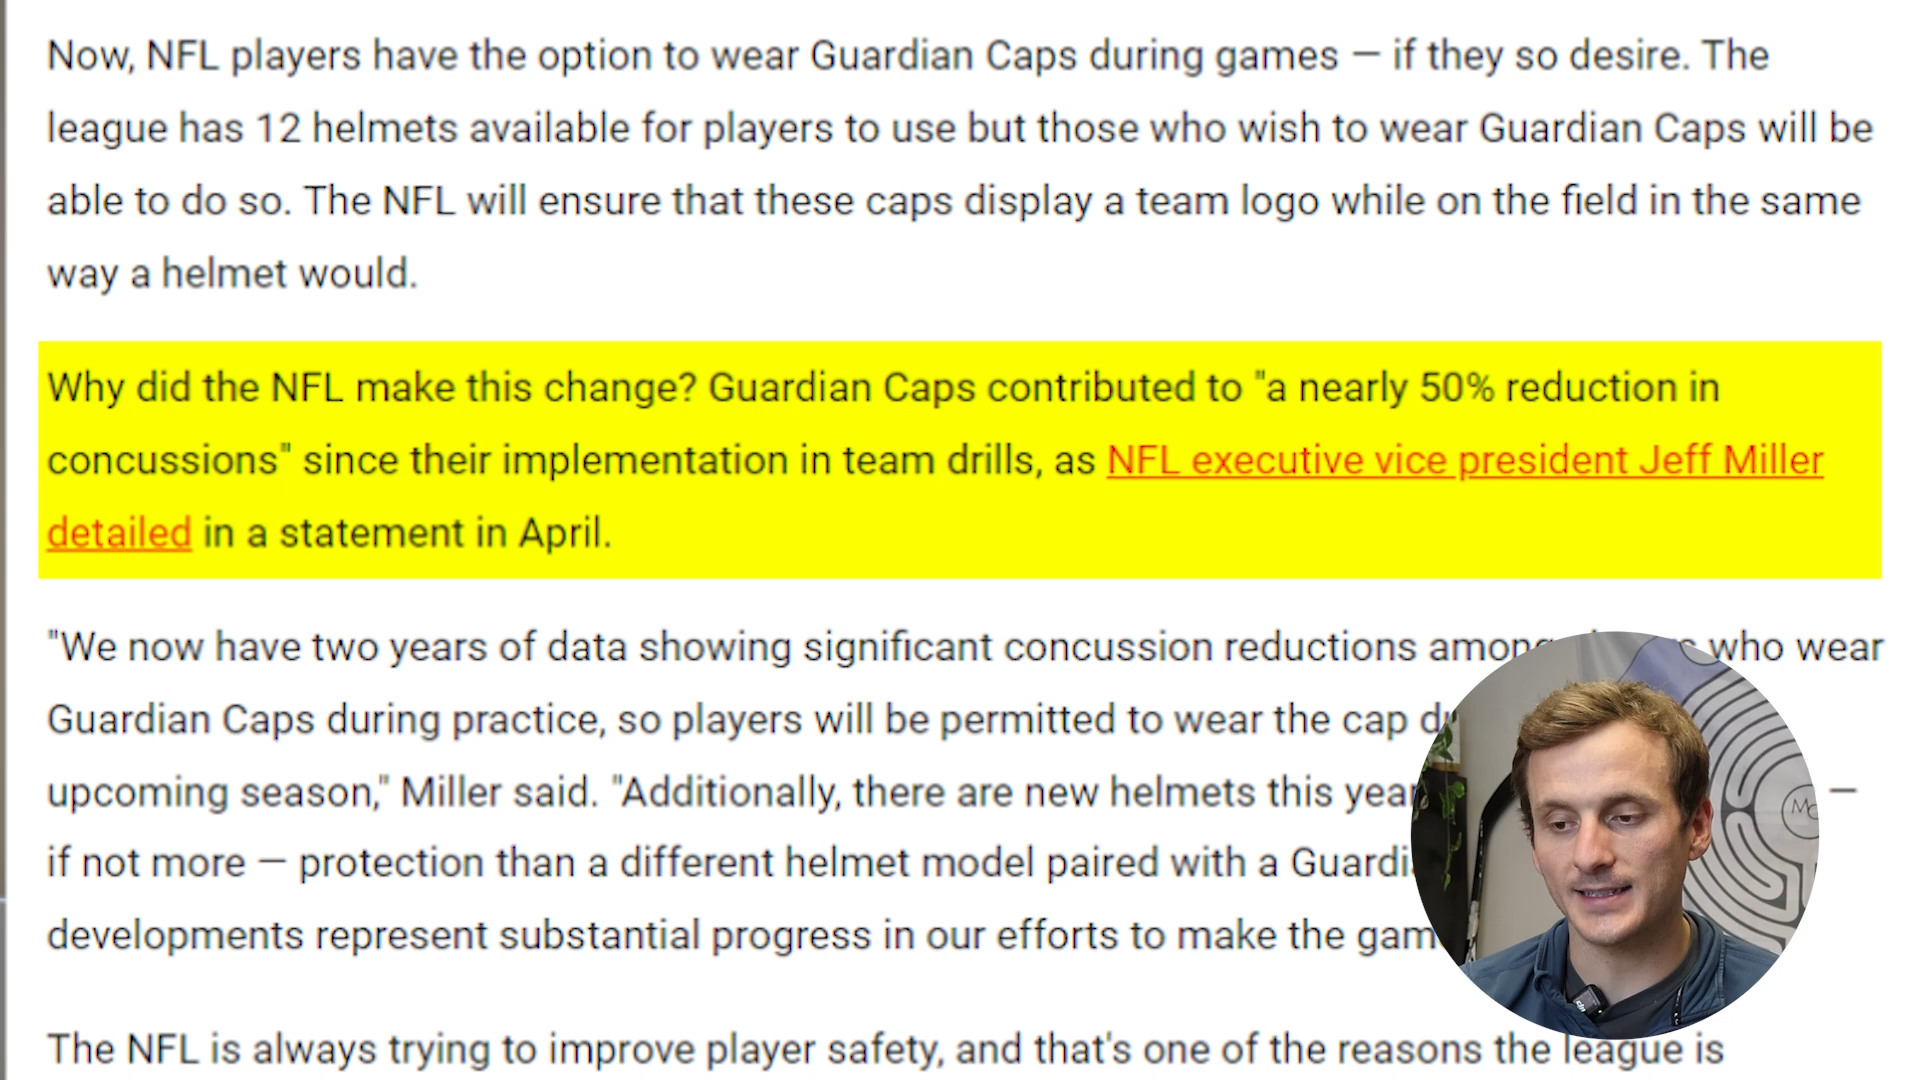 Now, NFL players have the option to wear Guardian Caps during games — if they so desire. The
league has 12 helmets available for players to use but those who wish to wear Guardian Caps will be
able to do so. The NFL will ensure that these caps display a team logo while on the field in the same
way a helmet would.
Why did the NFL make this change? Guardian Caps contributed to "a nearly 50% reduction in
concussions" since their implementation in team drills, as NFL executive vice president Jeff Miller
detailed in a statement in April.
"We now have two years of data showing significant concussion reductions among who wear
Guardian Caps during practice, so players will be permitted to wear the cap
upcoming season," Miller said. "Additionally, there are new helmets this year —
if not more — protection than a different helmet model paired with a
developments represent substantial progress in our efforts to make the
The NFL is always trying to improve player safety, and that's one of the reasons the league is